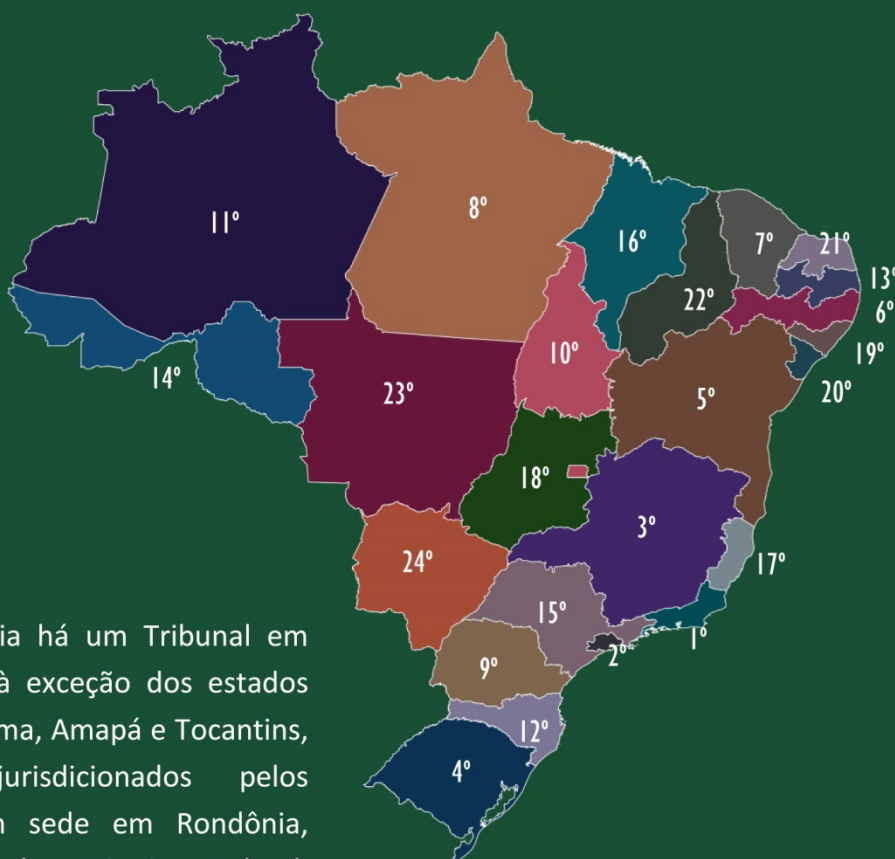 11º
8º
16º
7º
21º
13º
6º
22º
19º
20º
14º
10º
23º
5º
18º
3º
17º
24º
15º
1º
2º
9º
12º
4º
ia há um Tribunal em
à exceção dos estados
ma, Amapá e Tocantins,
jurisdicionados pelos
sede em Rondônia,